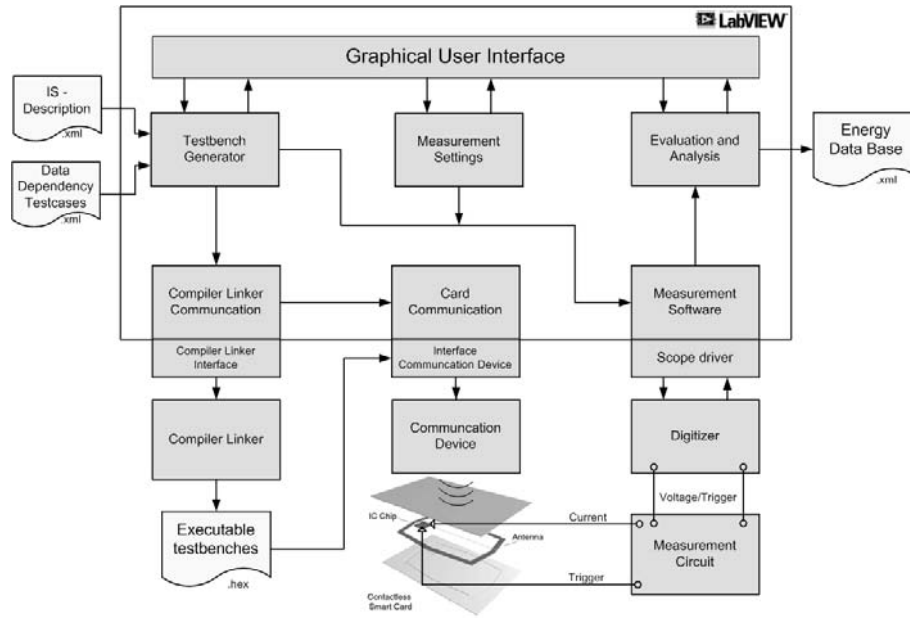 LabVIEW
Graphical User Interface
IS -
Description
.xml
Data
Dependency
Testcases
.xml
Testbench
Generator
Measurement
Settings
Evaluation and
Analysis
Energy
Data Base
.xml
Compiler Linker
Communcation
Card
Communication
Measurement
Software
Compiler Linker
Interface
Interface
Communcation Device
Scope driver
Compiler Linker
Communcation
Device
Digitizer
Voltage/Trigger
Executable
testbenches
.hex
IC Chip
Antenna
Current
Trigger
Measurement
Circuit
Contactless
Smart Card